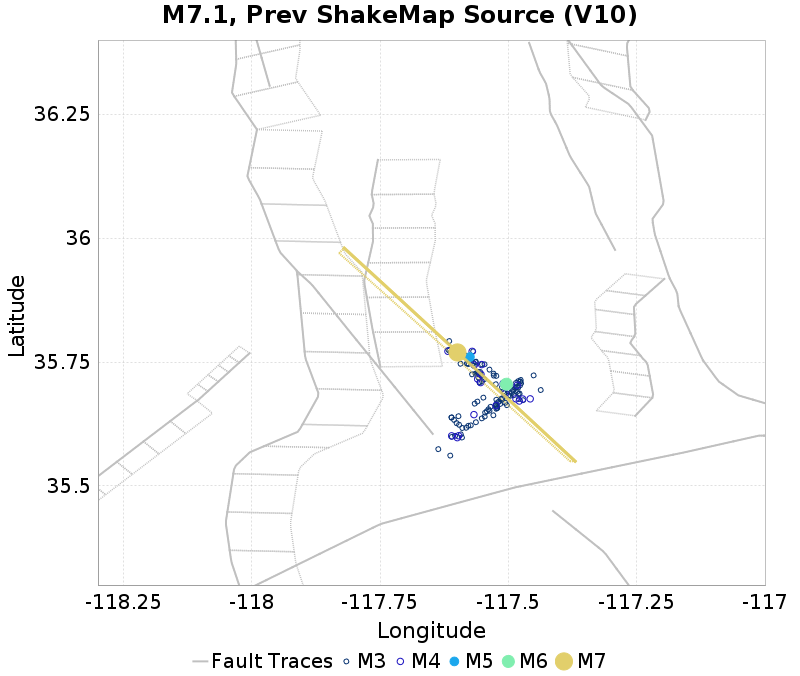 M7.1, Prev ShakeMap Source (V10)
36.25
36
35.75
35.5
Latitude
-118.25 -118 -117.75 -117.5 -117.25 -117
Longitude
Fault Traces M3 M4 M5 M6 M7